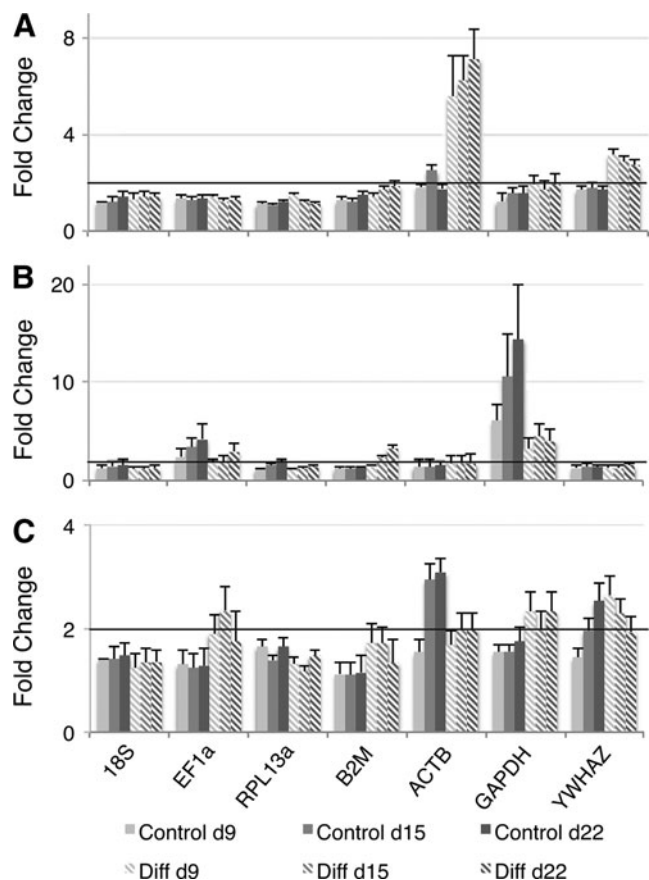 A
Fold Change
8
4
0
B
Fold Change
20
10
0
C
Fold Change
4
2
0
18S
EF1a
RPL13a
B2M
ACTB
GAPDH
YWHAZ
Control d9
Control d15
Control d22
Diff d9
Diff d15
Diff d22